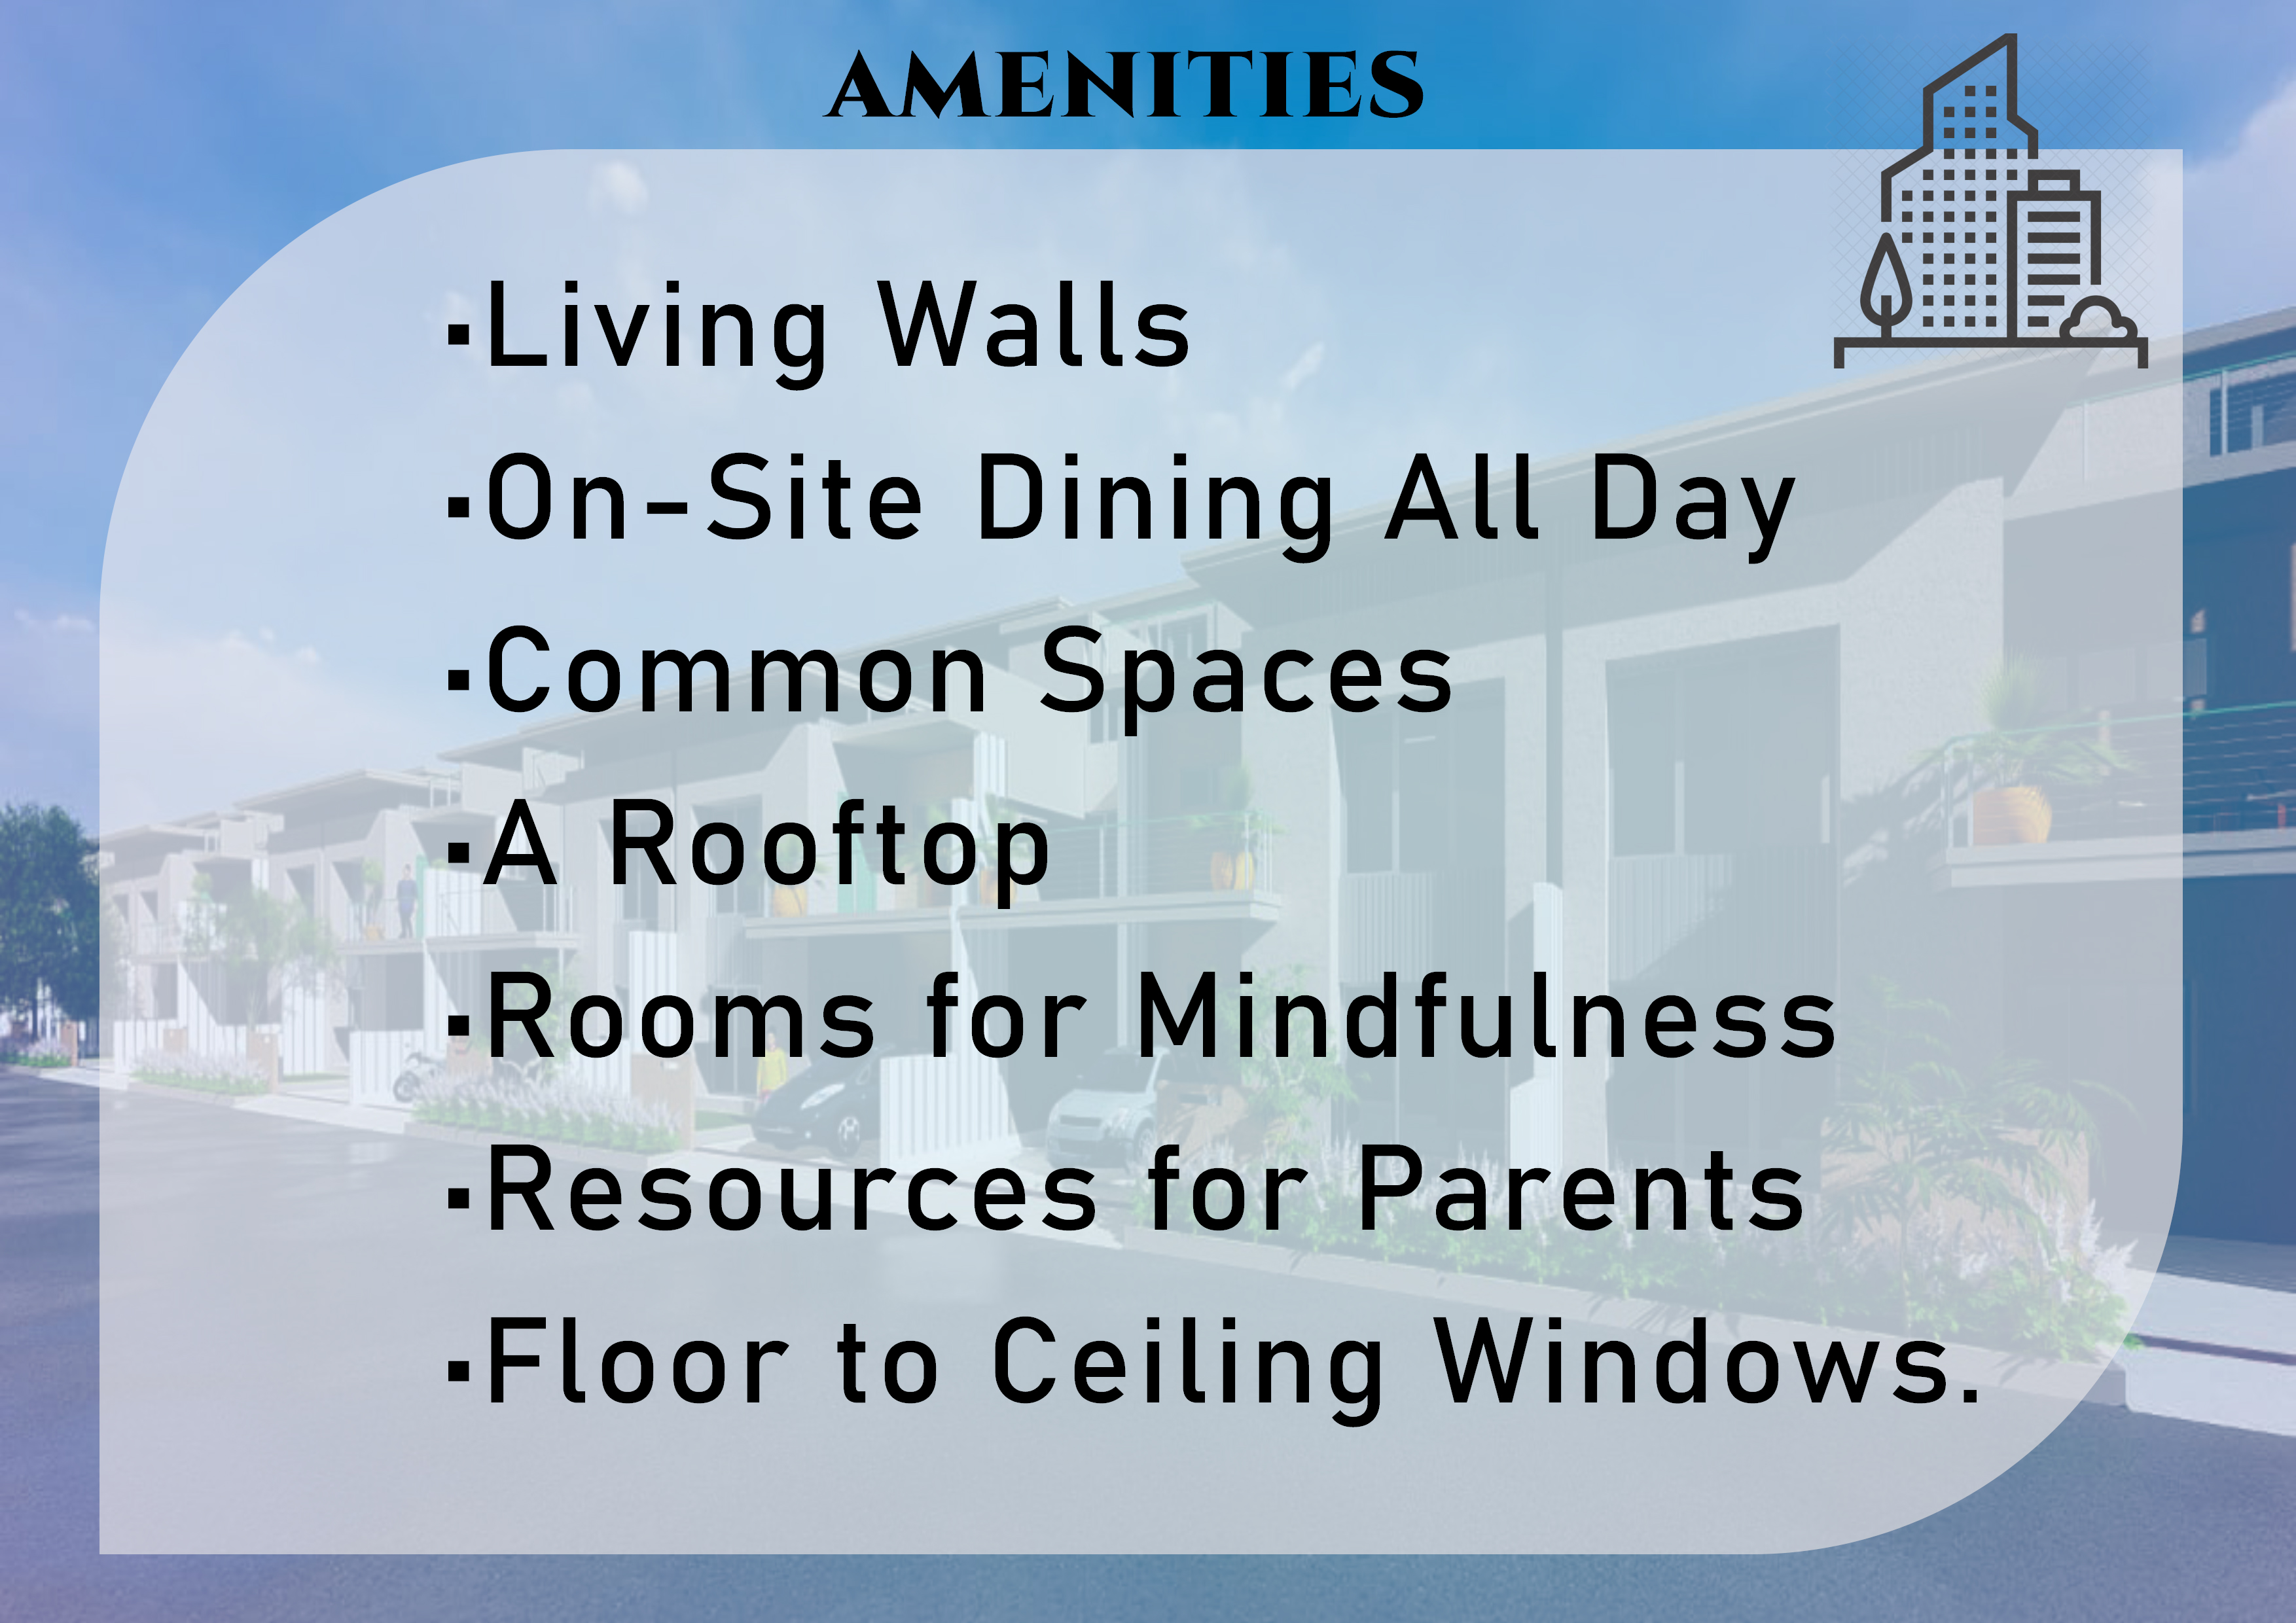 AMENITIES
▪Living Walls
▪On-Site Dining All Day
▪Common Spaces
▪A Rooftop
▪Rooms for Mindfulness
▪Resources for Parents
▪Floor to Ceiling Windows.